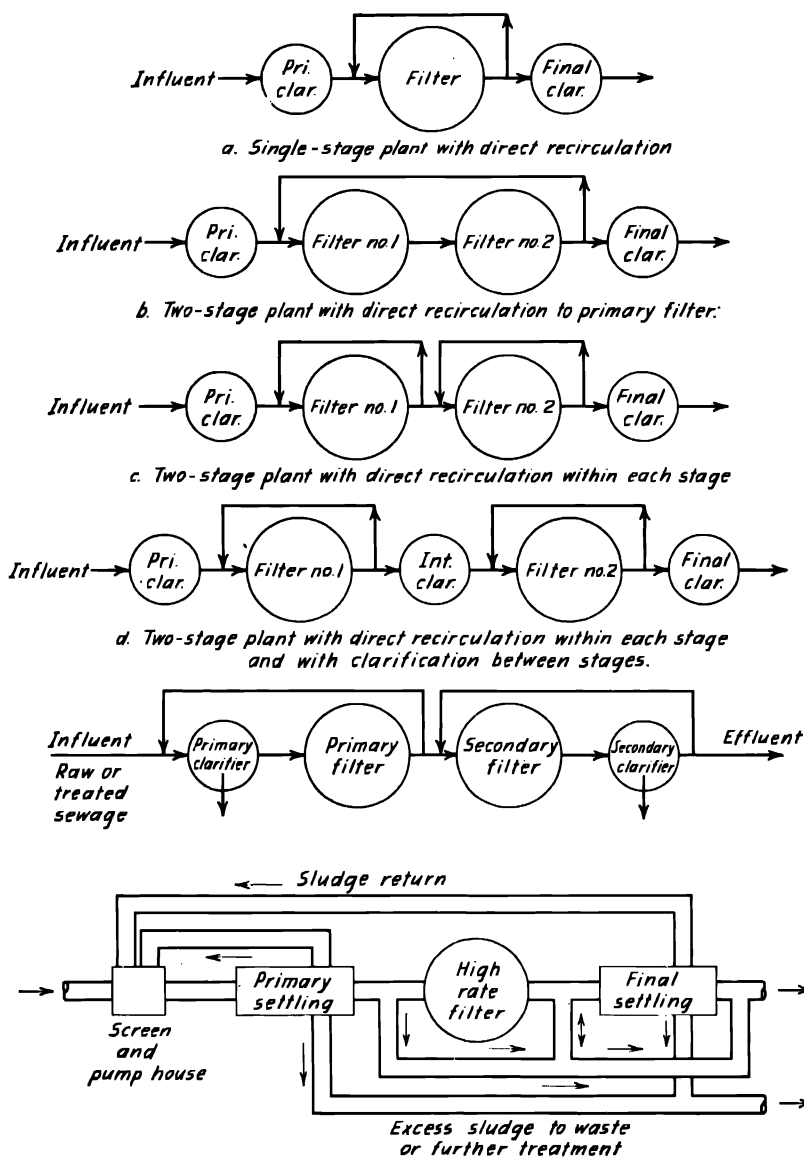 Influent
Pri. clar.
Filter
Final clar.
a. Single-stage plant with direct recirculation
Influent
Pri. clar.
Filter no.1
Filter no.2
Final clar.
b. Two-stage plant with direct recirculation to primary filter.
Influent
Pri. clar.
Filter no.1
Filter no. 2
Final clar.
c. Two-stage plant with direct recirculation within each stage
Influent
Pri. clar.
Filter no.1
Int. clar.
Filter no.2
Final clar.
d. Two-stage plant with direct recirculation within each stage
and with clarification between stages.
Influent
Raw or
treated
sewage
Primary
clarifier
Primary
filter
Secondary
filter
Secondary
clarifier
Effluent
Sludge return
Screen
and
pump house
Primary
settling
High
rate
filter
Final
settling
Excess sludge to waste
or further treatment